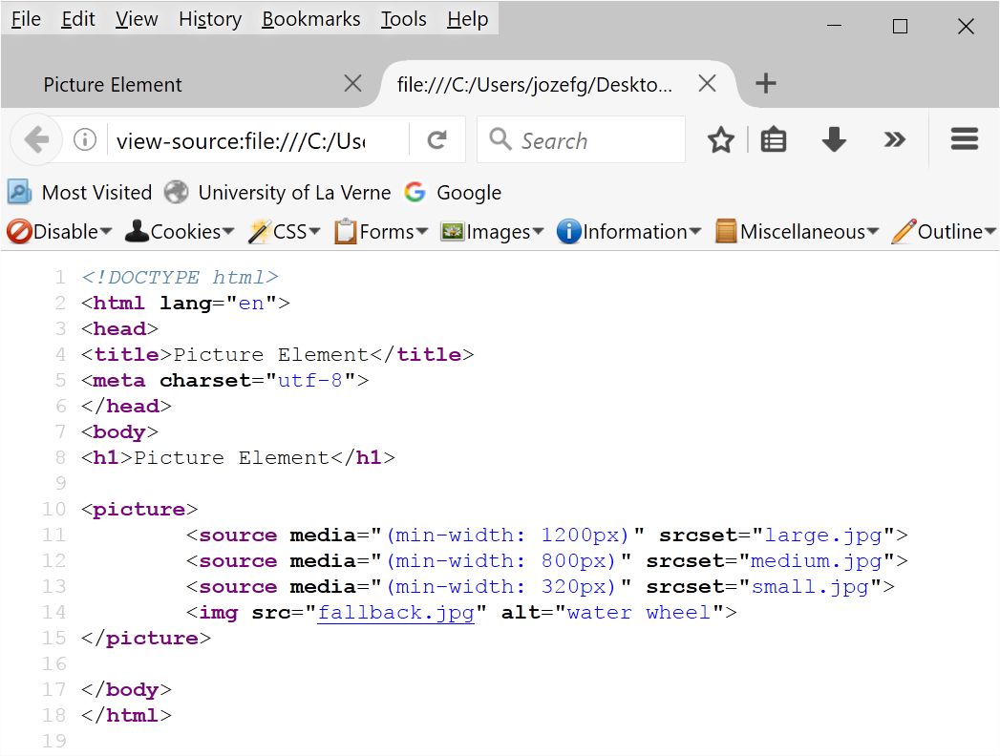 File Edit View History Bookmarks Tools Help
Picture Element file:///C:/Users/jozefg/Deskto...
view-source:file:///C:/Use Search
Most Visited University of La Verne Google
Disable Cookies CSS Forms Images Information Miscellaneous Outline
1 <!DOCTYPE html>
2 <html lang="en">
3 <head>
4 <title>Picture Element</title>
5 <meta charset="utf-8">
6 </head>
7 <body>
8 <h1>Picture Element</h1>
9
10 <picture>
11 <source media="(min-width: 1200px)" srcset="large.jpg">
12 <source media="(min-width: 800px)" srcset="medium.jpg">
13 <source media="(min-width: 320px)" srcset="small.jpg">
14 <img src="fallback.jpg" alt="water wheel">
15 </picture>
16
17 </body>
18 </html>
19